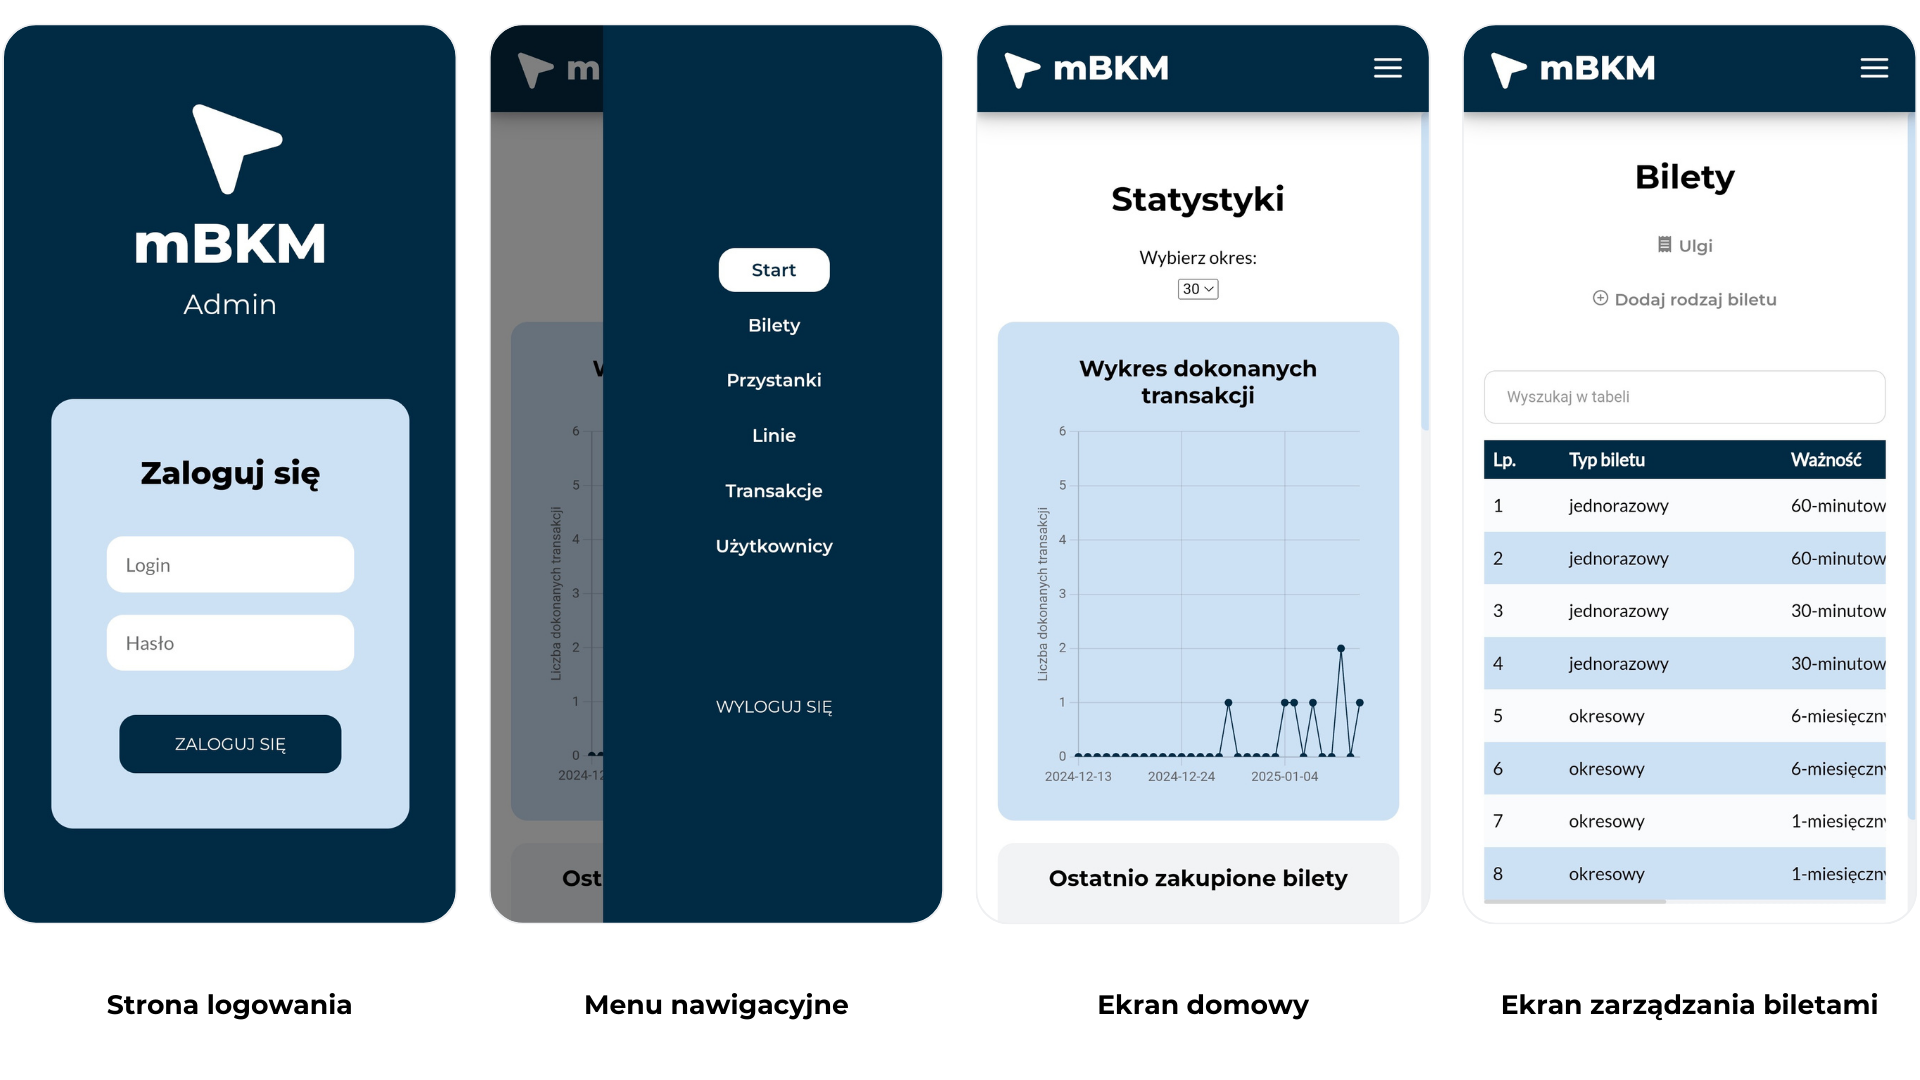 mBKM
Admin
Zaloguj się
Login
Hasło
ZALOGUJ SIĘ
Strona logowania
m
Start
Bilety
Przystanki
Linie
Transakcje
Użytkownicy
WYLOGUJ SIĘ
W
6
5
4
3
2
1
0
Liczba dokonanych transakcji
2024-12
Ost
Menu nawigacyjne
mBKM
Statystyki
Wybierz okres:
30
Wykres dokonanych
transakcji
6
5
4
3
2
1
0
Liczba dokonanych transakcji
2024-12-13 2024-12-24 2025-01-04
Ostatnio zakupione bilety
Ekran domowy
mBKM
Bilety
Ulgi
Dodaj rodzaj biletu
Wyszukaj w tabeli
Lp. Typ biletu Ważność
1 jednorazowy 60-minutow
2 jednorazowy 60-minutow
3 jednorazowy 30-minutow
4 jednorazowy 30-minutow
5 okresowy 6-miesięczny
6 okresowy 6-miesięczny
7 okresowy 1-miesięczny
8 okresowy 1-miesięczny
Ekran zarządzania biletami